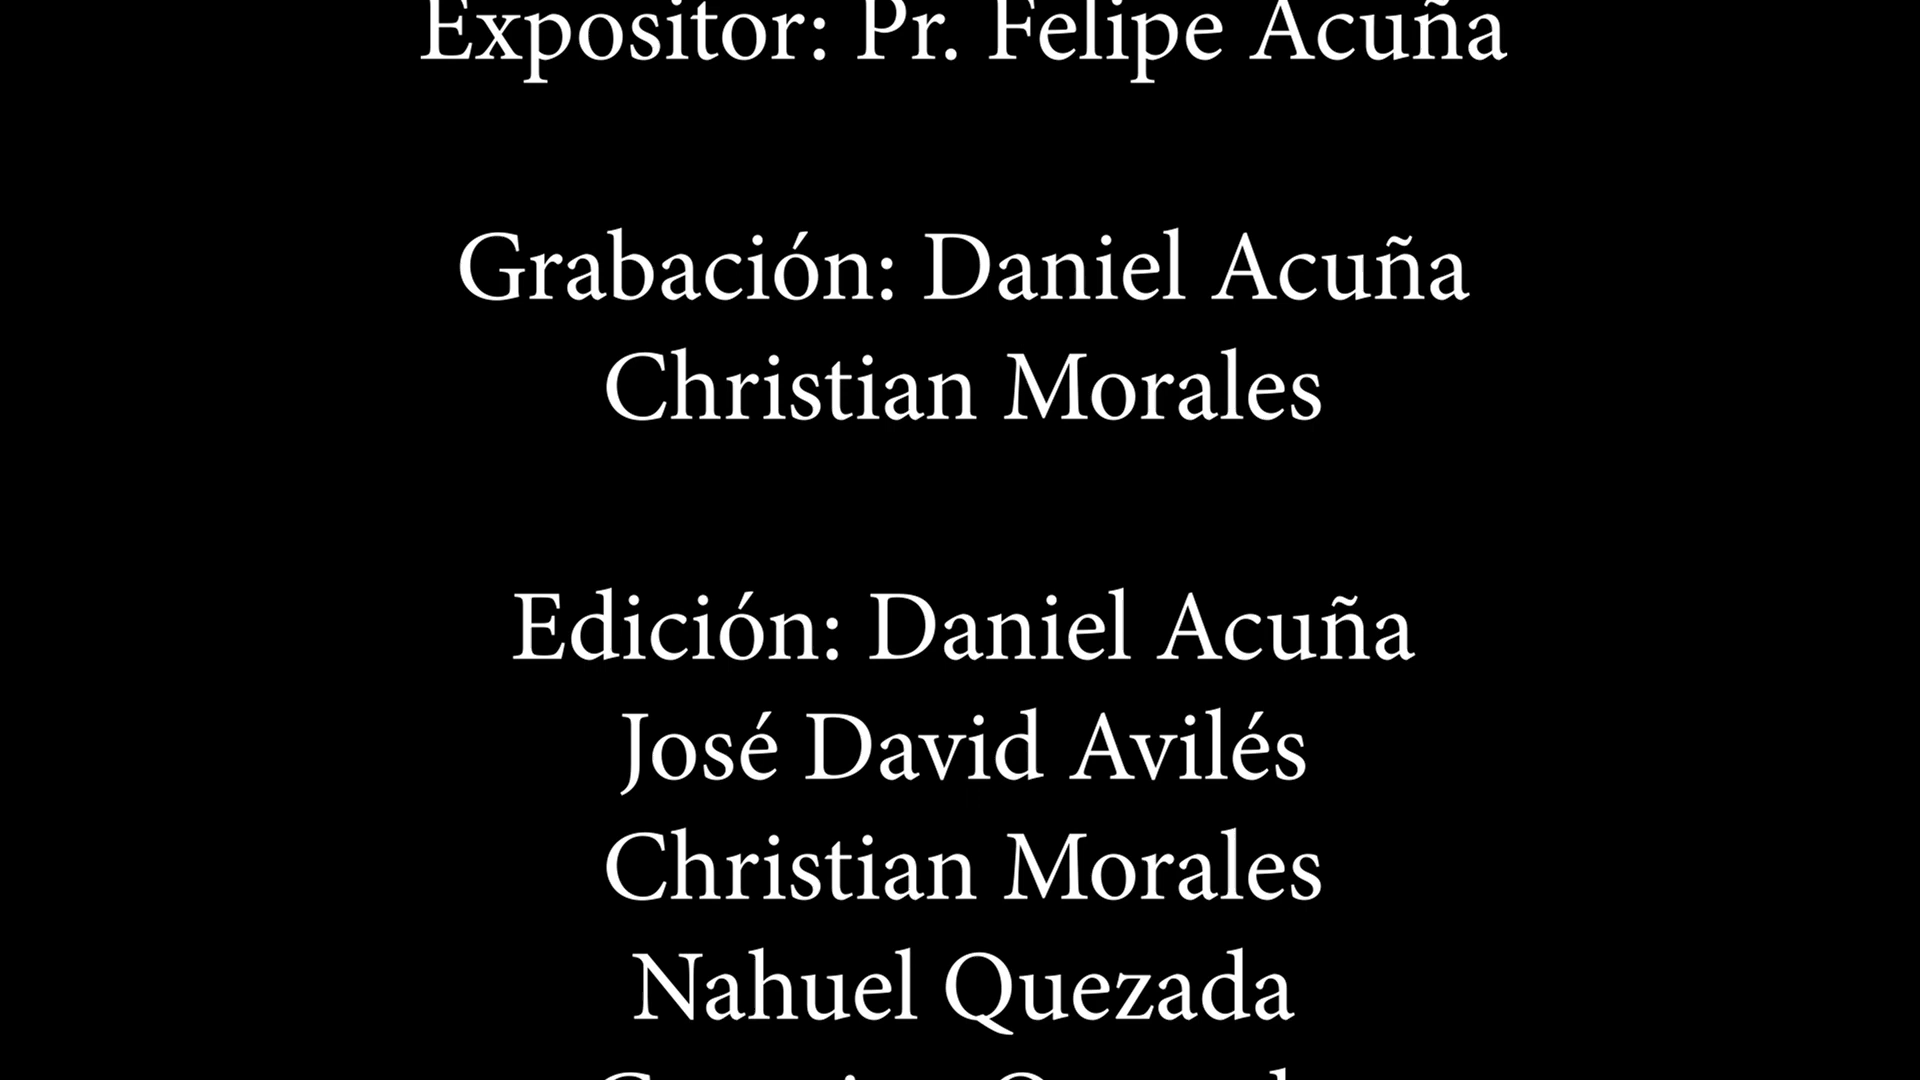 Expositor: Pr. Felipe Acuña
Grabación: Daniel Acuña
Christian Morales
Edición: Daniel Acuña
José David Avilés
Christian Morales
Nahuel Quezada